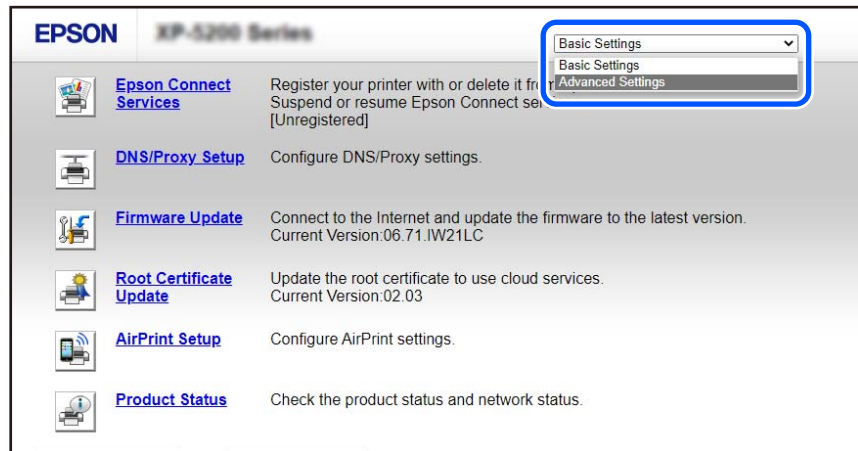 EPSON XP-5200 Series
Basic Settings
Basic Settings
Advanced Settings
Epson Connect
Services
Register your printer with or delete it from
Suspend or resume Epson Connect
[Unregistered]
DNS/Proxy Setup
Configure DNS/Proxy settings.
Firmware Update
Connect to the Internet and update the firmware to the latest version.
Current Version:06.71.IW21LC
Root Certificate
Update
Update the root certificate to use cloud services.
Current Version:02.03
AirPrint Setup
Configure AirPrint settings.
Product Status
Check the product status and network status.